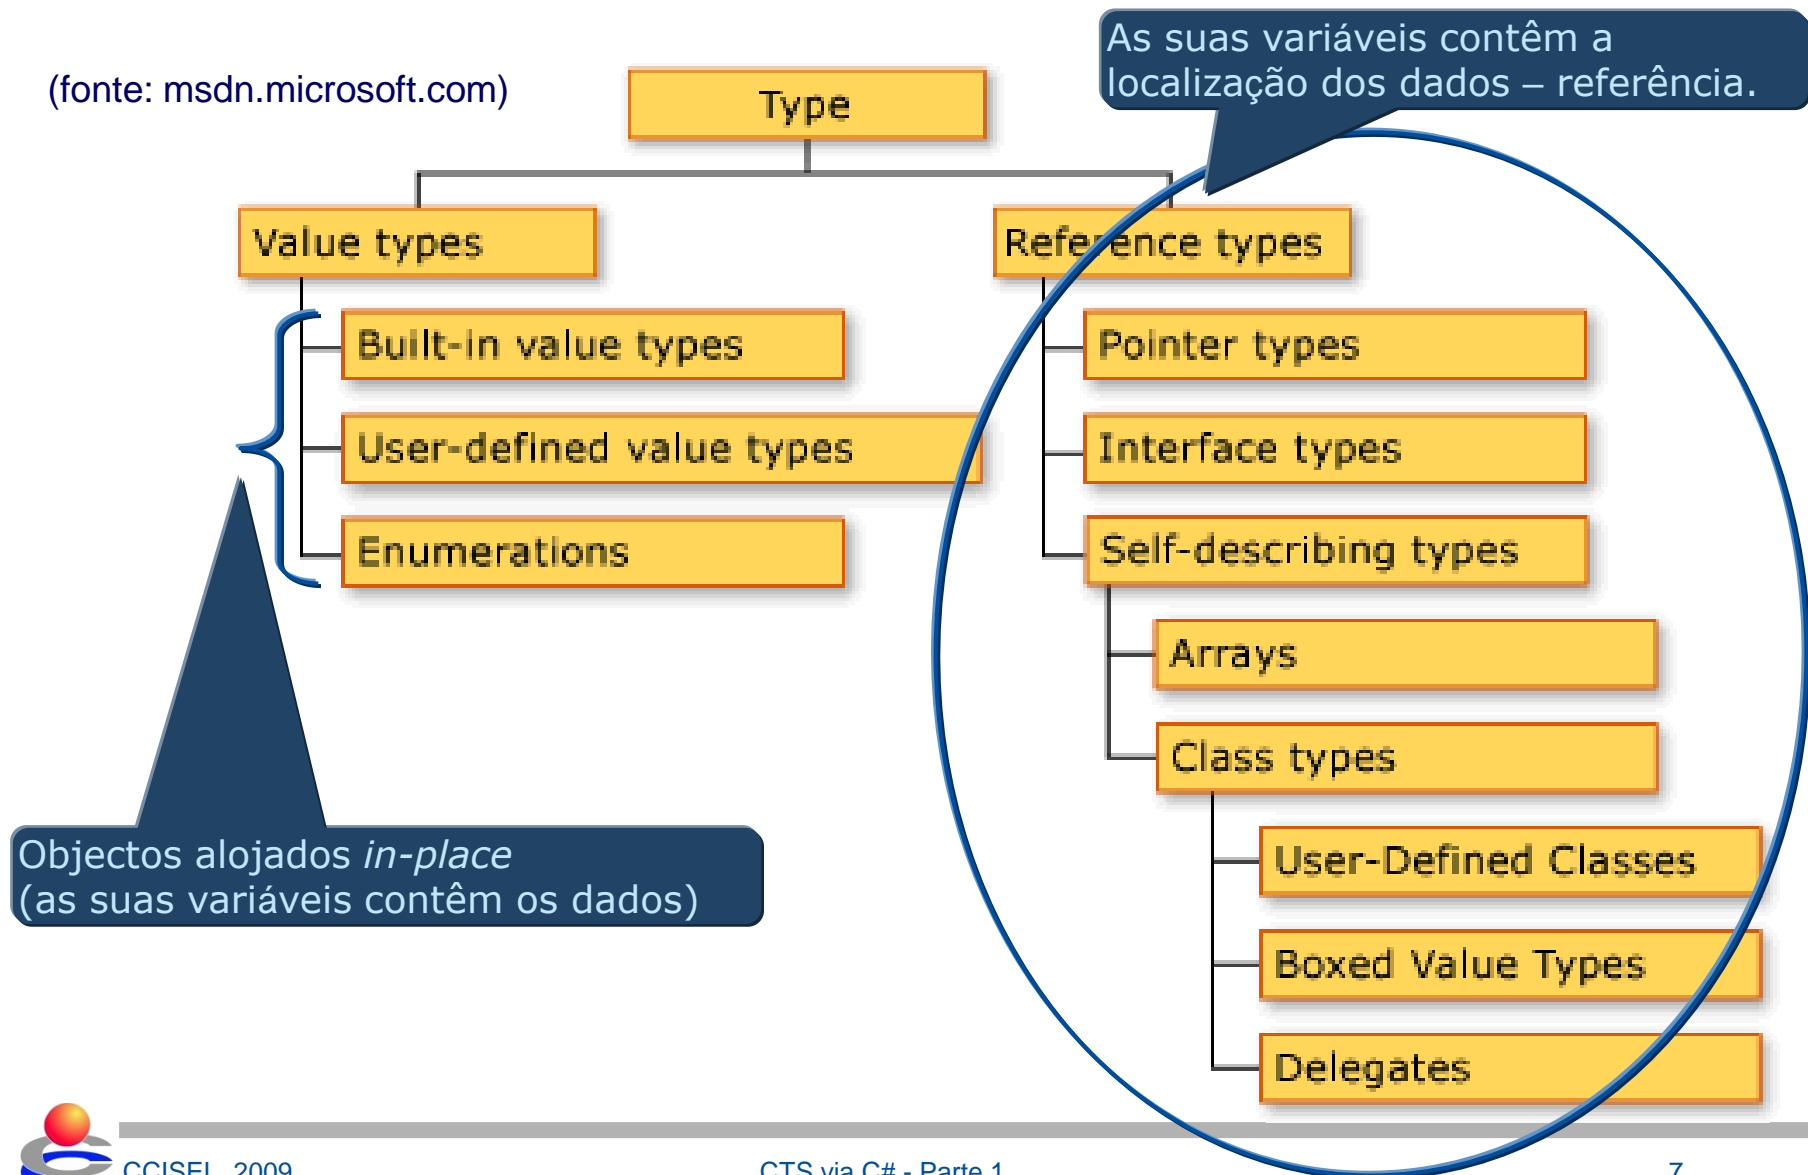 As suas variáveis contêm a
localização dos dados – referência.
(fonte: msdn.microsoft.com)
Type
Value types
Reference types
Built-in value types
Pointer types
User-defined value types
Interface types
Enumerations
Self-describing types
Arrays
Class types
Objectos alojados in-place
(as suas variáveis contêm os dados)
User-Defined Classes
Boxed Value Types
Delegates
CCISEL 2009
CTS via C# - Parte 1
7